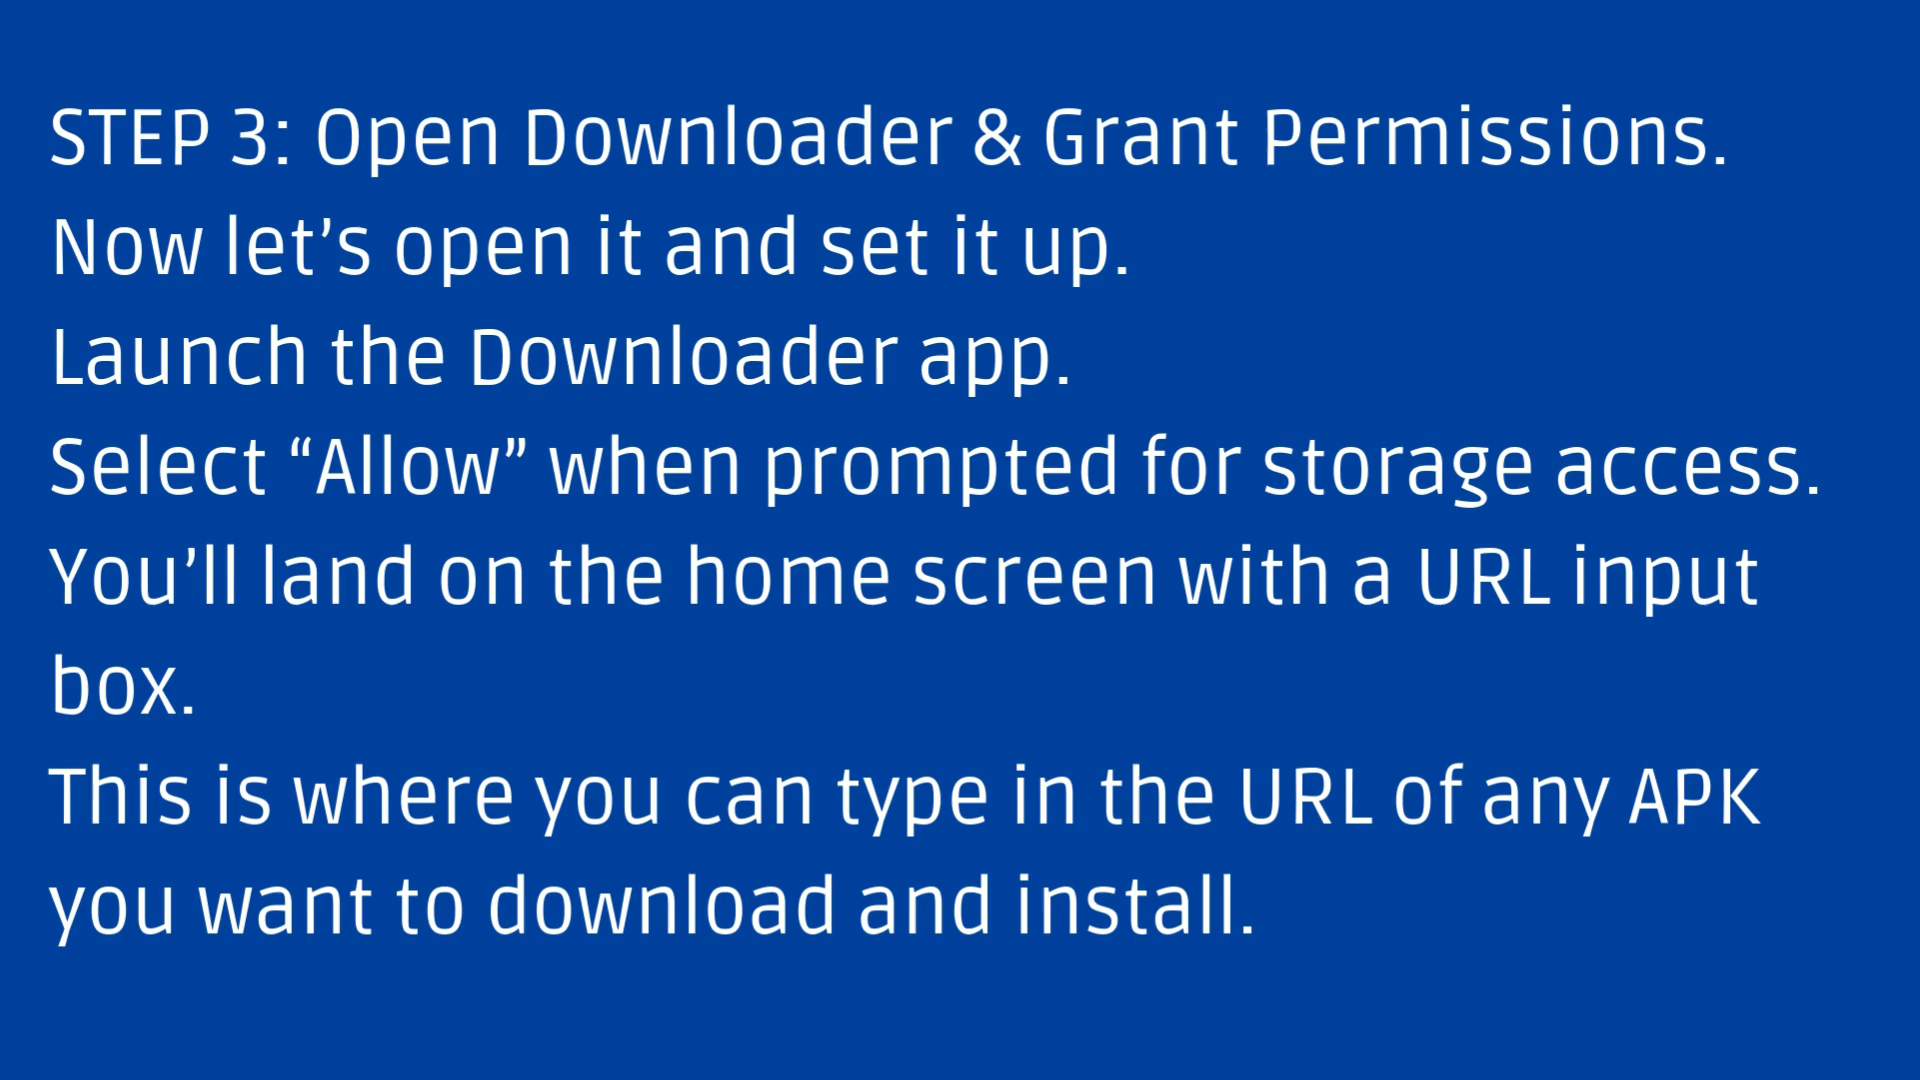 STEP 3: Open Downloader & Grant Permissions.
Now let’s open it and set it up.
Launch the Downloader app.
Select “Allow” when prompted for storage access.
You’ll land on the home screen with a URL input
box.
This is where you can type in the URL of any APK
you want to download and install.